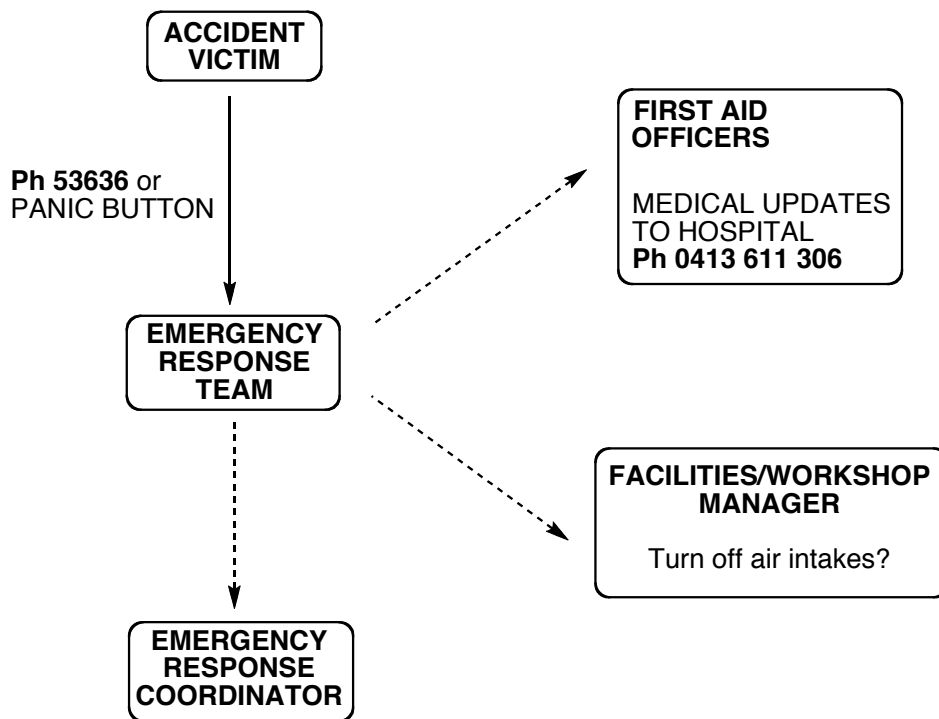 ACCIDENT
VICTIM
Ph 53636 or
PANIC BUTTON
FIRST AID
OFFICERS
MEDICAL UPDATES
TO HOSPITAL
Ph 0413 611 306
EMERGENCY
RESPONSE
TEAM
FACILITIES/WORKSHOP
MANAGER
Turn off air intakes?
EMERGENCY
RESPONSE
COORDINATOR